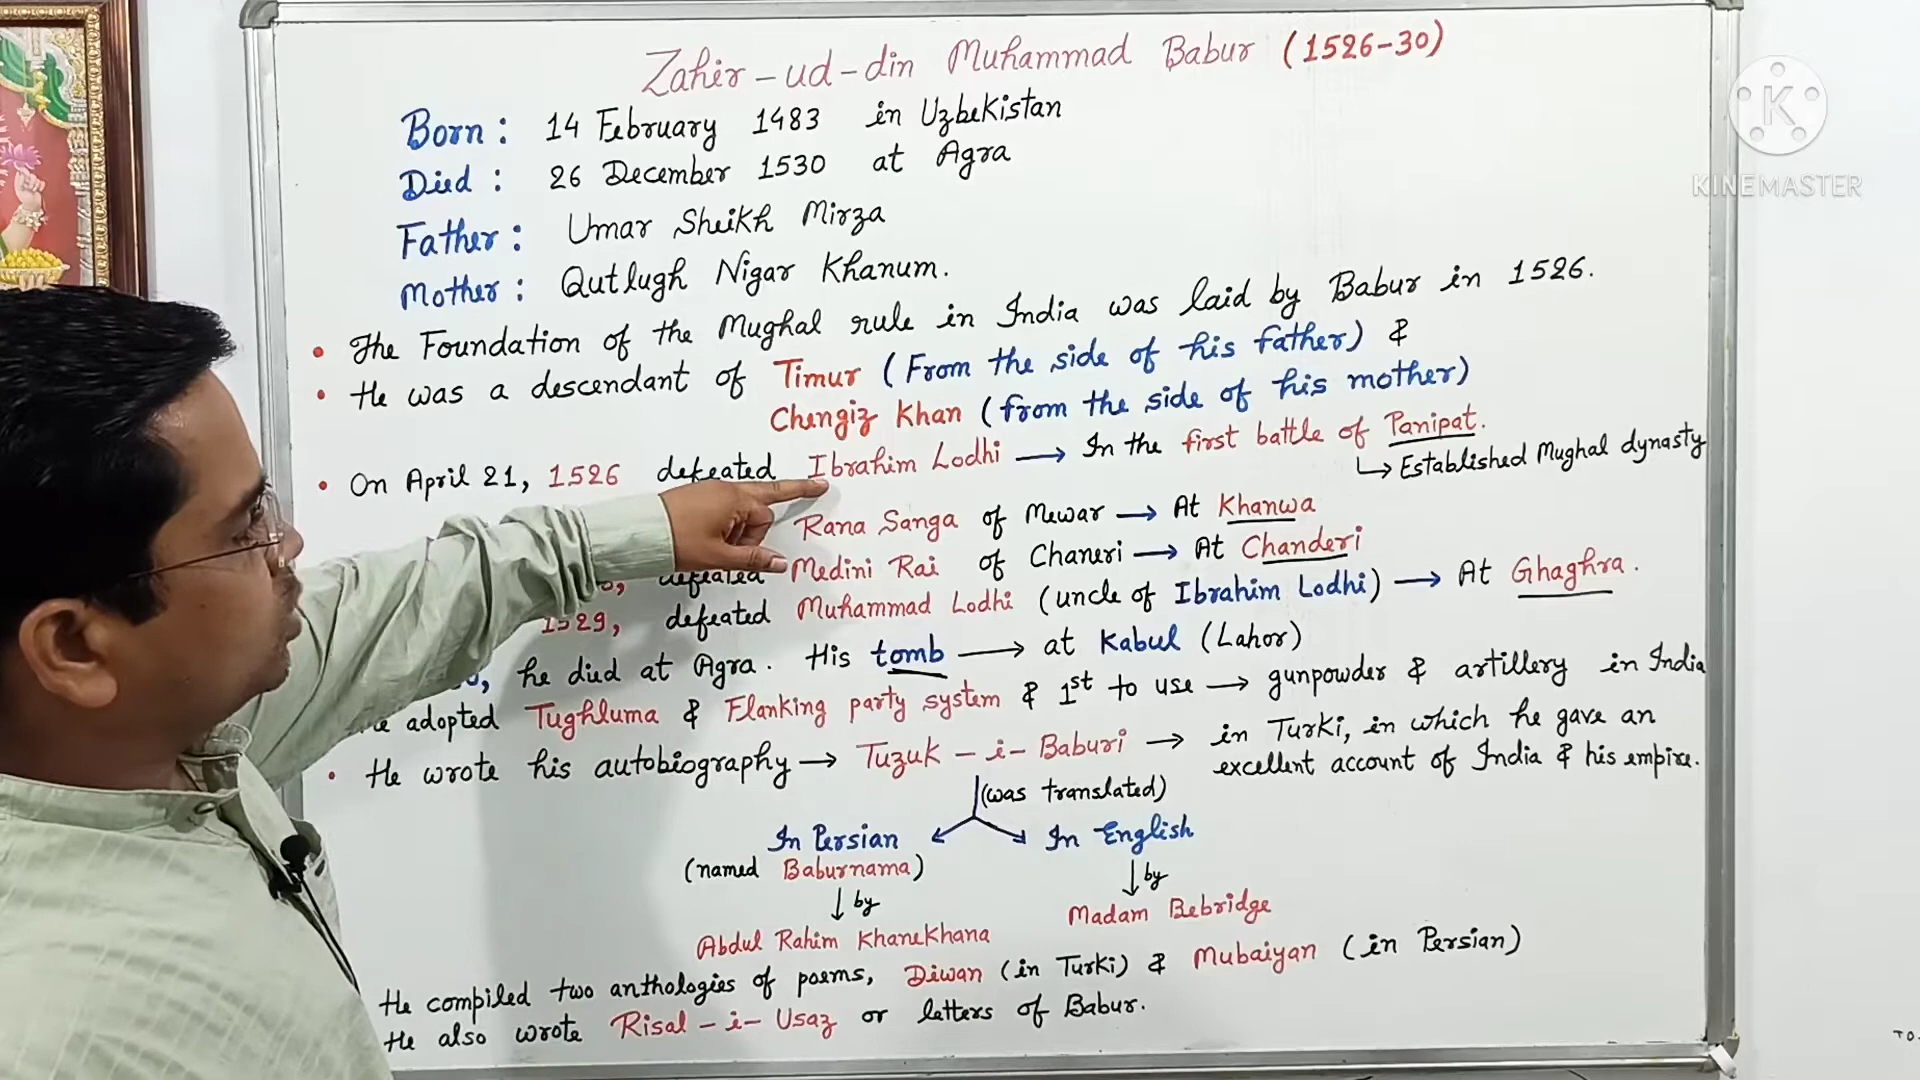 Zahir-ud-din Muhammad Babur (1526-30)
Born: 14 February 1483 in Uzbekistan
Died: 26 December 1530 at Agra
Father: Umar Sheikh Mirza
Mother: Qutlugh Nigar Khanum.
• The Foundation of the Mughal rule in India was laid by Babur in 1526.
• He was a descendant of Timur (From the side of his father) &
Chengiz Khan (from the side of his mother)
• On April 21, 1526 defeated Ibrahim Lodhi → In the first battle of Panipat.
↳ Established Mughal dynasty
Rana Sanga of Mewar → At Khanwa
defeated Medini Rai of Chaneri → At Chanderi
1529, defeated Muhammad Lodhi (uncle of Ibrahim Lodhi) → At Ghaghra.
he died at Agra. His tomb → at Kabul (Lahor)
adopted Tughluma & Flanking party system & 1st to use → gunpowder & artillery in India
• He wrote his autobiography → Tuzuk-i-Baburi → in Turki, in which he gave an
excellent account of India & his empire.
(was translated)
In Persian In English
(named Baburnama) ↓ by
↓ by Madam Bebridge
Abdul Rahim KhaneKhana
He compiled two anthologies of poems, Diwan (in Turki) & Mubaiyan (in Persian)
He also wrote Risal-i-Usaz or letters of Babur.
K
KINEMASTER